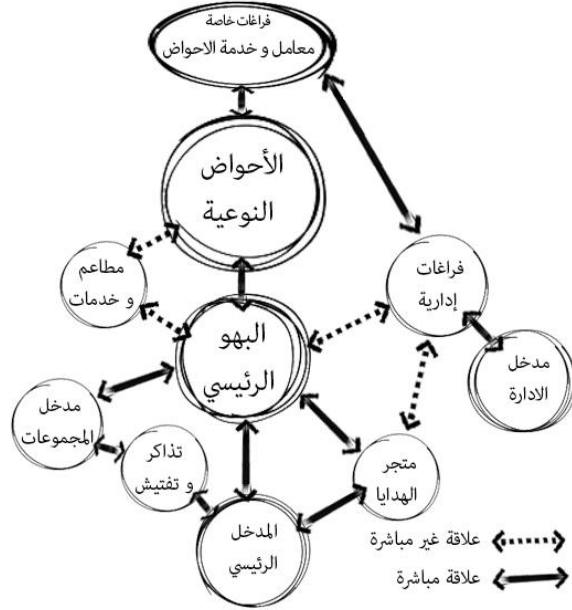 فراغات خاصة
معامل و خدمة الاحواض
الأحواض
النوعية
مطاعم
و خدمات
فراغات
إدارية
البهو
الرئيسي
مدخل
الادارة
مدخل
المجموعات
تذاكر
و تفتيش
متجر
الهدايا
المدخل
الرئيسي
علاقة غير مباشرة
علاقة مباشرة